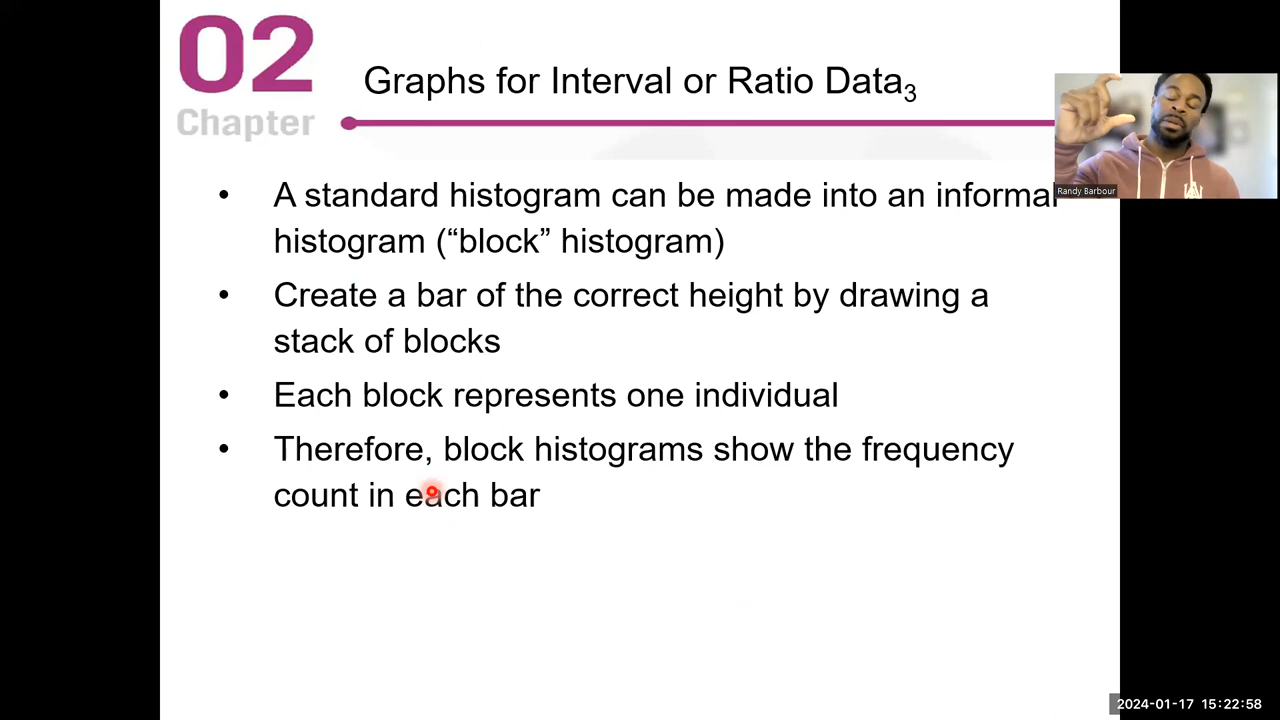 02
Chapter
Graphs for Interval or Ratio Data3
• A standard histogram can be made into an informal
histogram (“block” histogram)
• Create a bar of the correct height by drawing a
stack of blocks
• Each block represents one individual
• Therefore, block histograms show the frequency
count in each bar
Randy Barbour
2024-01-17 15:22:58